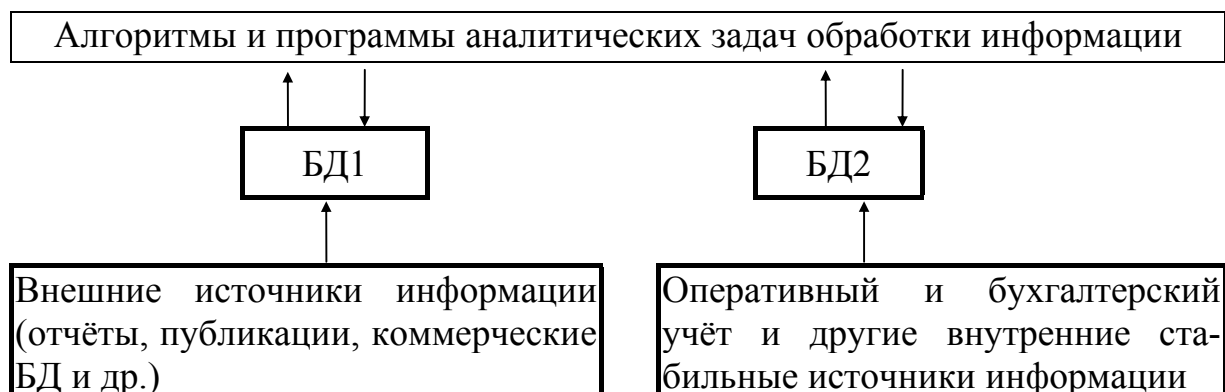 Алгоритмы и программы аналитических задач обработки информации
БД1
БД2
Внешние источники информации
(отчёты, публикации, коммерческие
БД и др.)
Оперативный и бухгалтерский
учёт и другие внутренние ста-
бильные источники информации